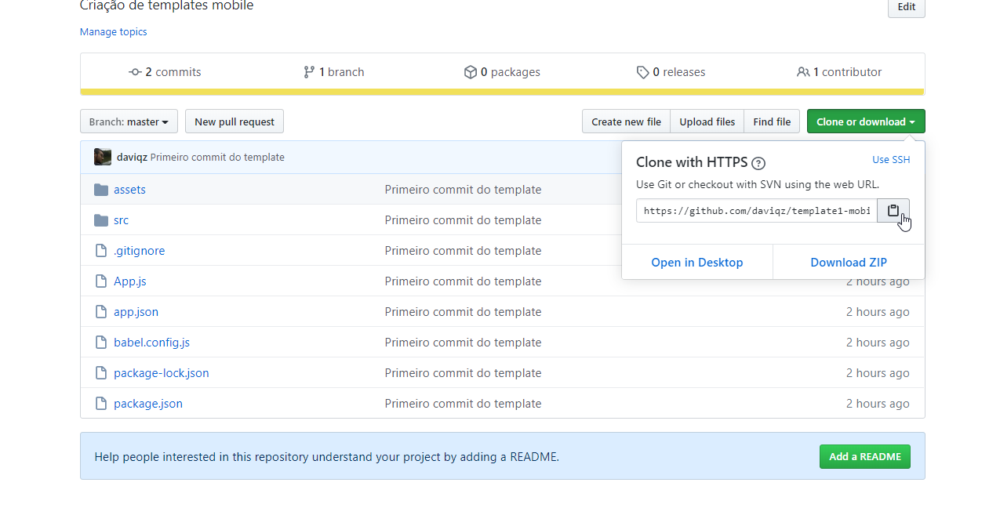 Criação de templates mobile
Edit
Manage topics
2 commits
1 branch
0 packages
0 releases
1 contributor
Branch: master
New pull request
Create new file
Upload files
Find file
Clone or download
daviqz Primeiro commit do template
Clone with HTTPS
Use SSH
Use Git or checkout with SVN using the web URL.
https://github.com/daviqz/template1-mobi
Open in Desktop
Download ZIP
assets Primeiro commit do template
src Primeiro commit do template
.gitignore Primeiro commit do template
App.js Primeiro commit do template 2 hours ago
app.json Primeiro commit do template 2 hours ago
babel.config.js Primeiro commit do template 2 hours ago
package-lock.json Primeiro commit do template 2 hours ago
package.json Primeiro commit do template 2 hours ago
Help people interested in this repository understand your project by adding a README.
Add a README